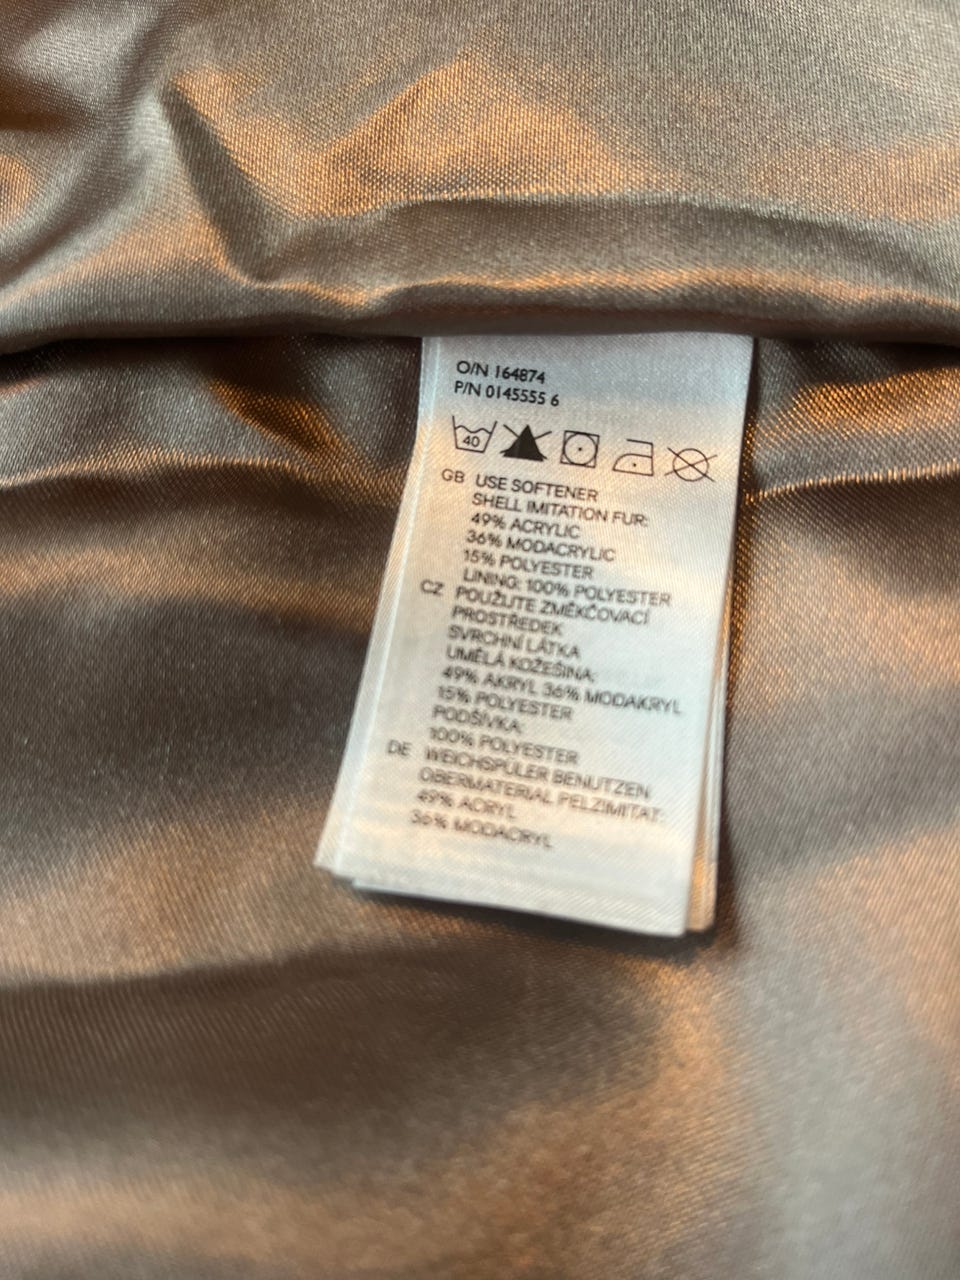 O/N 164874
P/N 0145555 6
40
GB USE SOFTENER
SHELL IMITATION FUR:
49% ACRYLIC
36% MODACRYLIC
15% POLYESTER
LINING: 100% POLYESTER
CZ POUŽIJTE ZMĚKČOVACÍ
PROSTŘEDEK
SVRCHNÍ LÁTKA
UMĚLÁ KOŽEŠINA:
49% AKRYL 36% MODAKRYL
15% POLYESTER
PODŠÍVKA:
100% POLYESTER
DE WEICHSPÜLER BENUTZEN
OBERMATERIAL PELZIMITAT:
49% ACRYL
36% MODACRYL